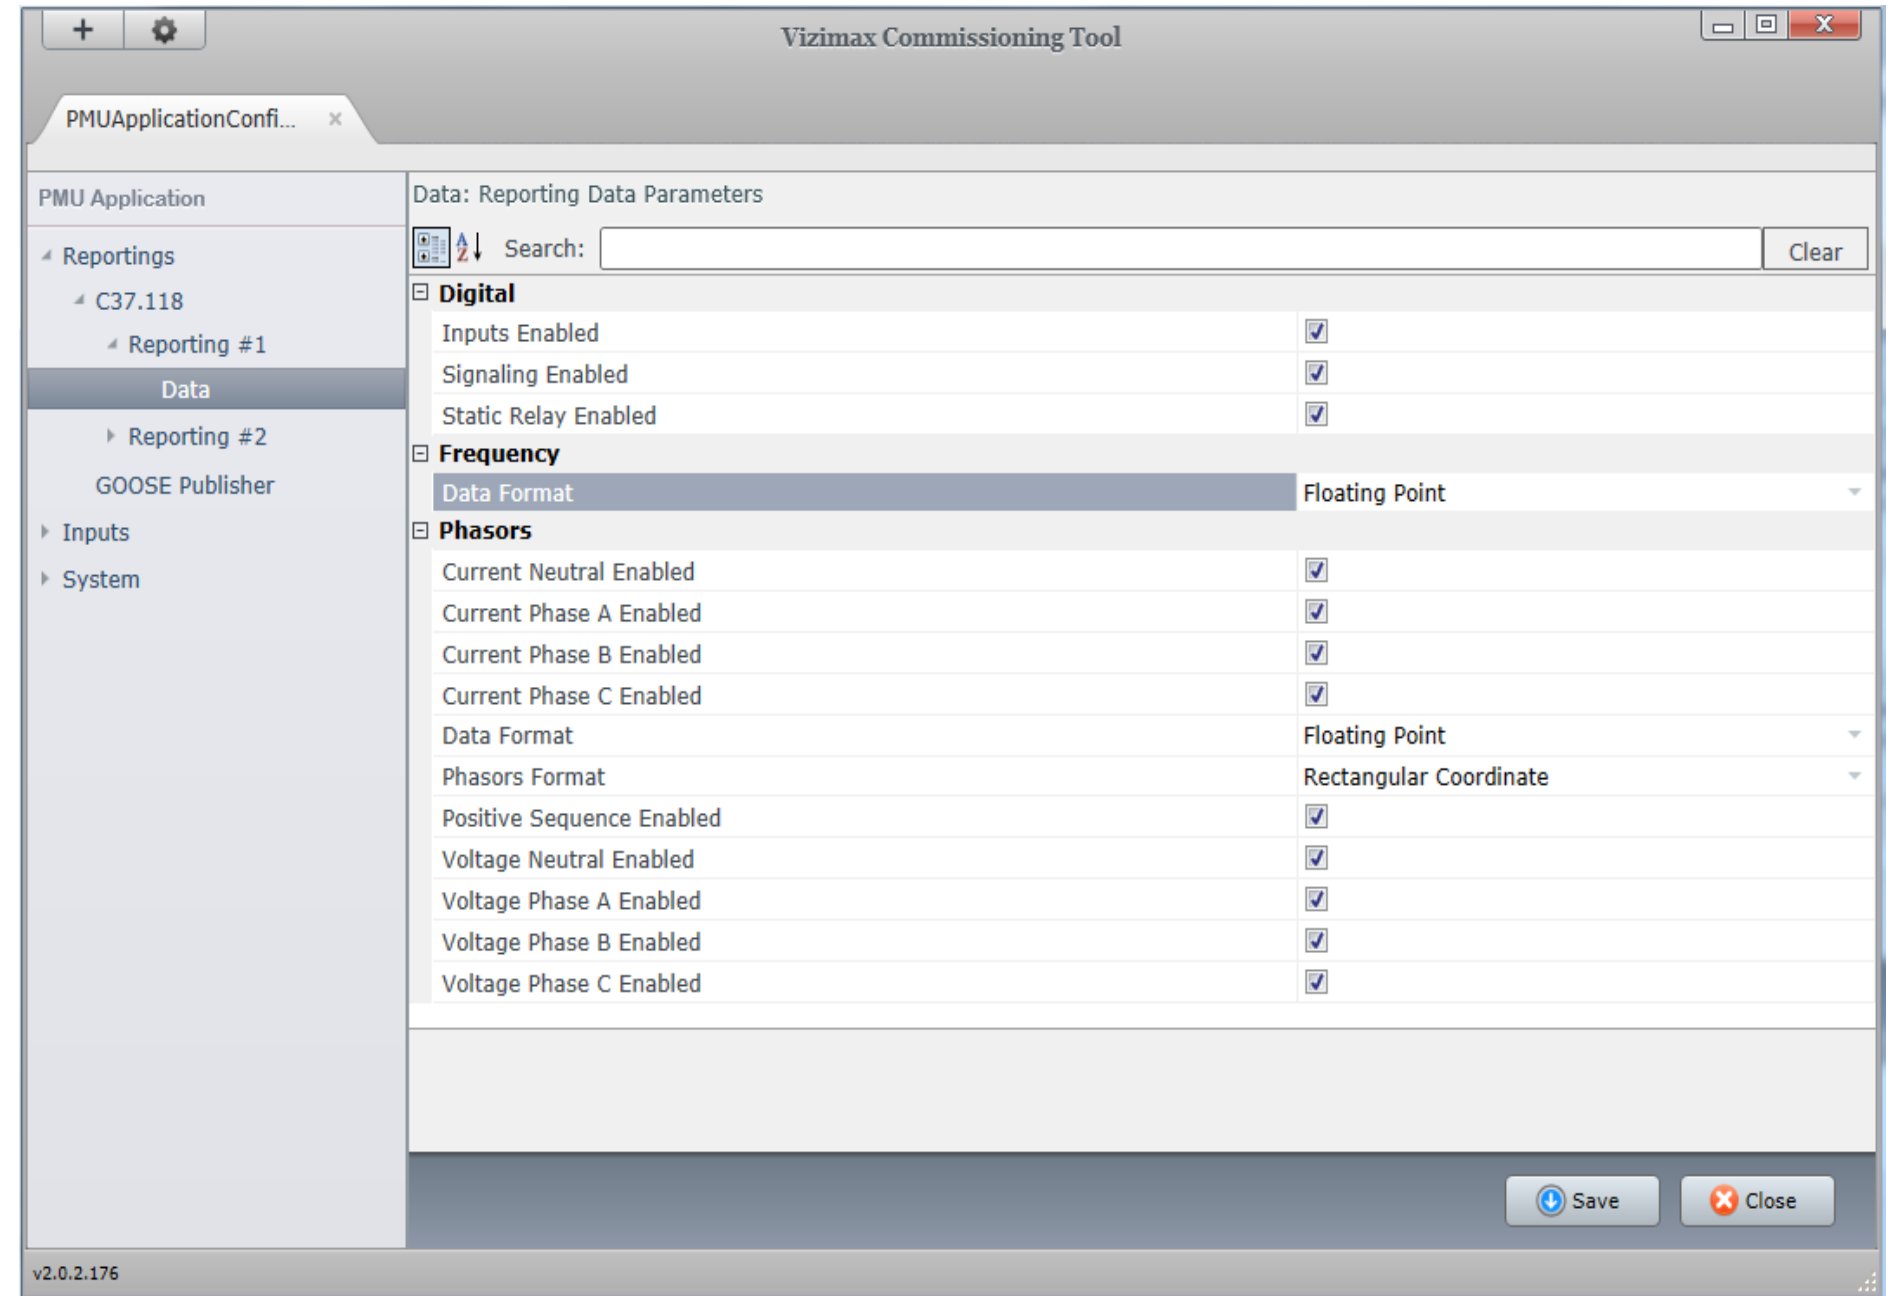 Vizimax Commissioning Tool
PMUApplicationConfi...
PMU Application
Reportings
C37.118
Reporting #1
Data
Reporting #2
GOOSE Publisher
Inputs
System
Data: Reporting Data Parameters
Search:
Clear
Digital
Inputs Enabled
Signaling Enabled
Static Relay Enabled
Frequency
Data Format Floating Point
Phasors
Current Neutral Enabled
Current Phase A Enabled
Current Phase B Enabled
Current Phase C Enabled
Data Format Floating Point
Phasors Format Rectangular Coordinate
Positive Sequence Enabled
Voltage Neutral Enabled
Voltage Phase A Enabled
Voltage Phase B Enabled
Voltage Phase C Enabled
Save Close
v2.0.2.176